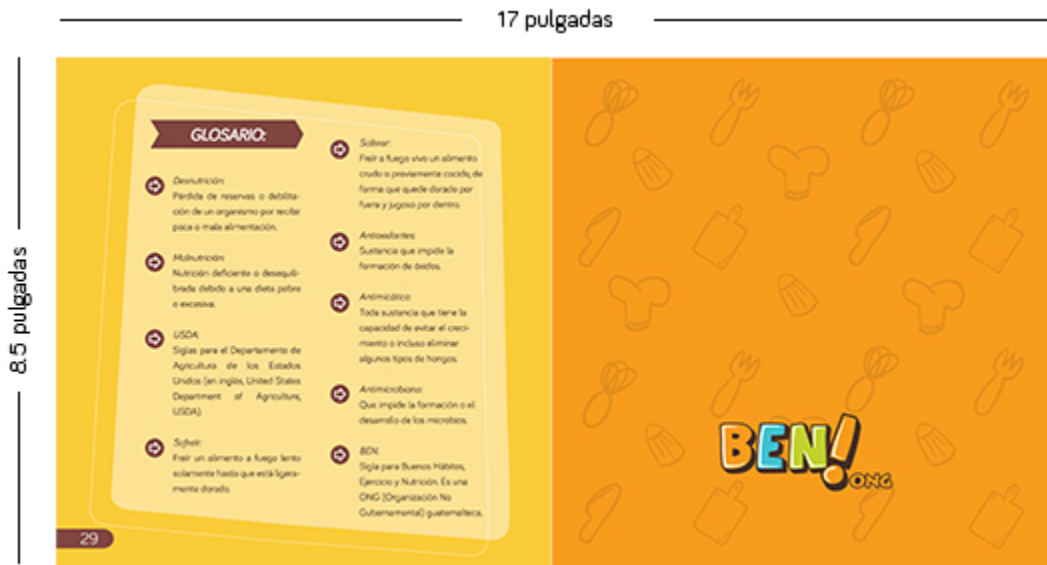 17 pulgadas
8.5 pulgadas
GLOSARIO:
Desnutrición:
Pérdida de reservas o debilita-
ción de un organismo por recibir
poca o mala alimentación.
Malnutrición:
Nutrición deficiente o desequili-
brada debido a una dieta pobre
o excesiva.
USDA:
Siglas para el Departamento de
Agricultura de los Estados
Unidos (en inglés, United States
Department of Agriculture,
USDA).
Sofreír:
Freír un alimento a fuego lento
solamente hasta que está ligera-
mente dorado.
Saltear:
Freír a fuego vivo un alimento
crudo o previamente cocido, de
forma que quede dorado por
fuera y jugoso por dentro.
Antioxidantes:
Sustancia que impide la
formación de óxidos.
Antimicótico:
Toda sustancia que tiene la
capacidad de evitar el creci-
miento o incluso eliminar
algunos tipos de hongos.
Antimicrobiano:
Que impide la formación o el
desarrollo de los microbios.
BEN:
Sigla para Buenos Hábitos,
Ejercicio y Nutrición. Es una
ONG (Organización No
Gubernamental) guatemalteca.
29
BEN!
ONG